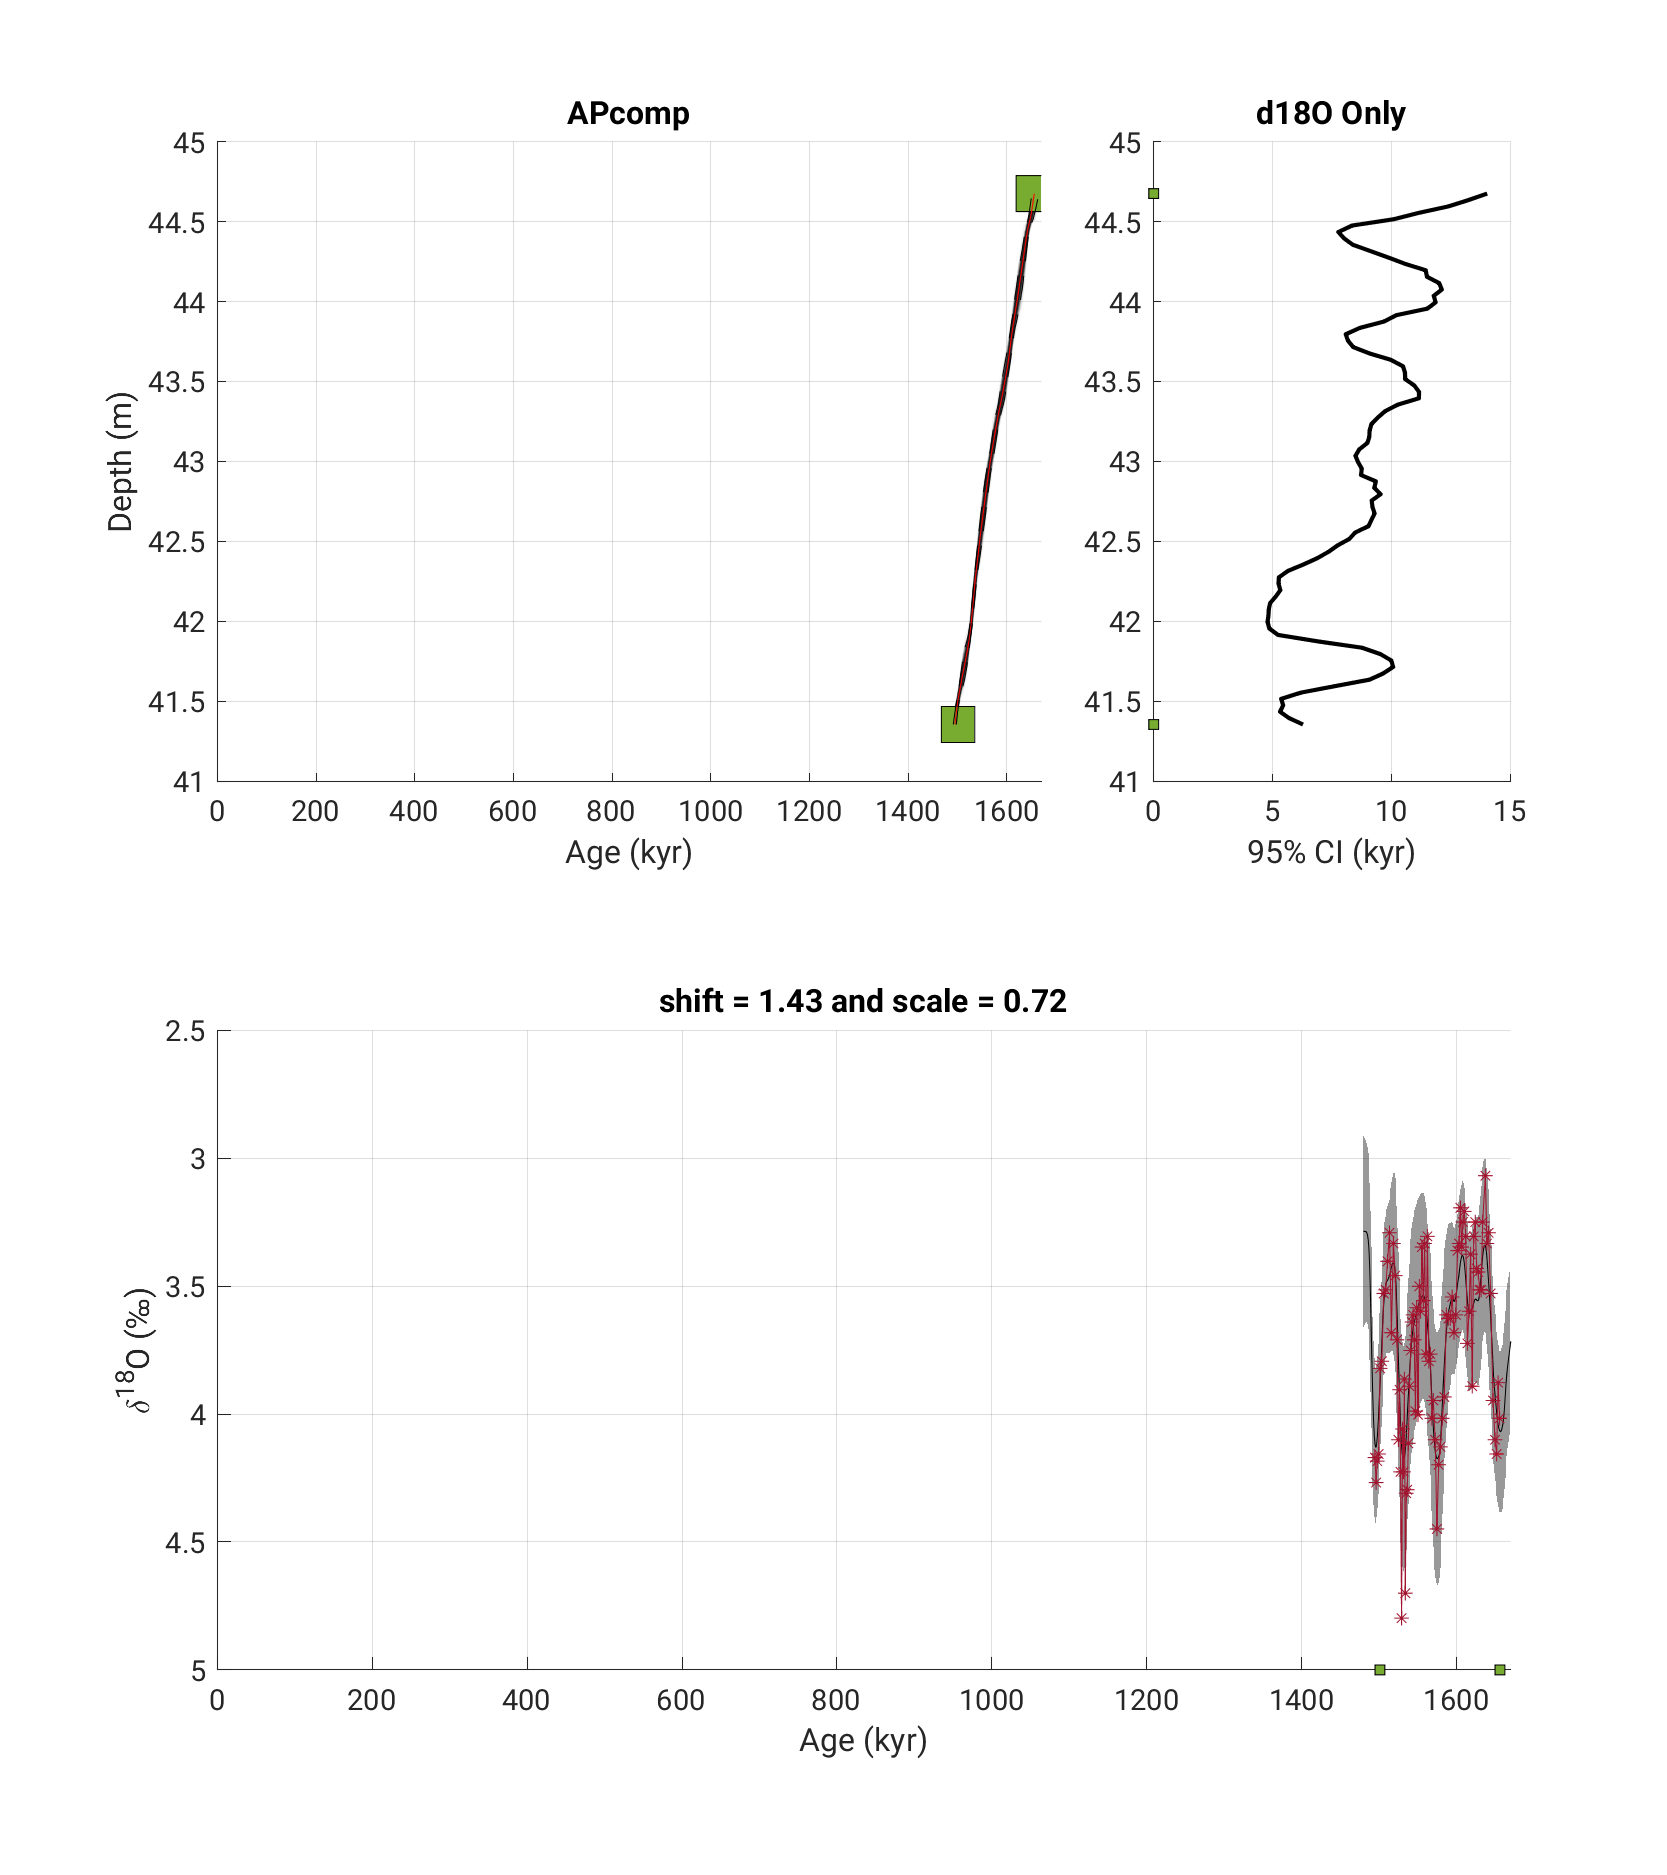 APcomp
45
44.5
44
43.5
43
42.5
42
41.5
41
Depth (m)
0 200 400 600 800 1000 1200 1400 1600
Age (kyr)
d18O Only
45
44.5
44
43.5
43
42.5
42
41.5
41
0 5 10 15
95% CI (kyr)
shift = 1.43 and scale = 0.72
2.5
3
3.5
4
4.5
5
δ18O (‰)
0 200 400 600 800 1000 1200 1400 1600
Age (kyr)